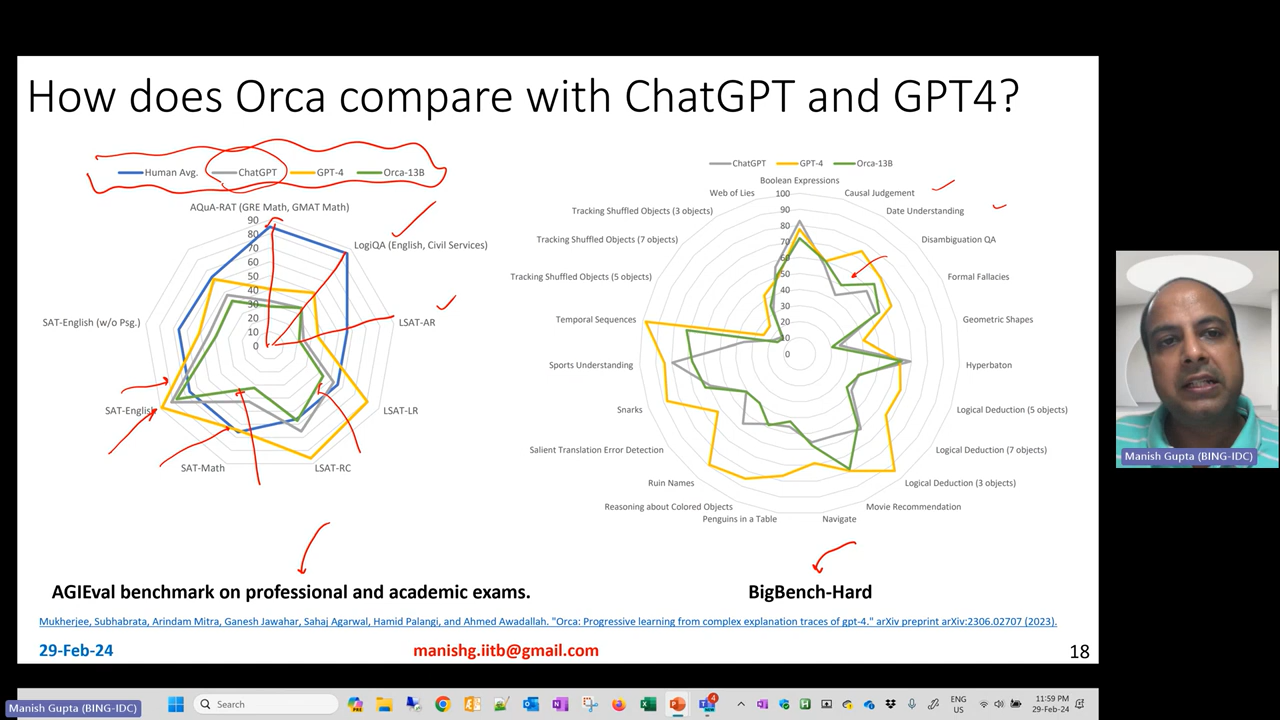 How does Orca compare with ChatGPT and GPT4?
Human Avg. ChatGPT GPT-4 Orca-13B
AQuA-RAT (GRE Math, GMAT Math)
LogiQA (English, Civil Services)
LSAT-AR
LSAT-LR
LSAT-RC
SAT-Math
SAT-English
SAT-English (w/o Psg.)
90
80
70
60
50
40
30
20
10
0
AGIEval benchmark on professional and academic exams.
ChatGPT GPT-4 Orca-13B
Boolean Expressions
Causal Judgement
Date Understanding
Disambiguation QA
Formal Fallacies
Geometric Shapes
Hyperbaton
Logical Deduction (5 objects)
Logical Deduction (7 objects)
Logical Deduction (3 objects)
Movie Recommendation
Navigate
Penguins in a Table
Reasoning about Colored Objects
Ruin Names
Salient Translation Error Detection
Snarks
Sports Understanding
Temporal Sequences
Tracking Shuffled Objects (5 objects)
Tracking Shuffled Objects (7 objects)
Tracking Shuffled Objects (3 objects)
Web of Lies
100
90
80
70
60
50
40
30
20
10
0
BigBench-Hard
Mukherjee, Subhabrata, Arindam Mitra, Ganesh Jawahar, Sahaj Agarwal, Hamid Palangi, and Ahmed Awadallah. "Orca: Progressive learning from complex explanation traces of gpt-4." arXiv preprint arXiv:2306.02707 (2023).
29-Feb-24 manishg.iitb@gmail.com 18
Manish Gupta (BING-IDC)
Manish Gupta (BING-IDC)
Search
4
ENG
US
11:59 PM
29-Feb-24